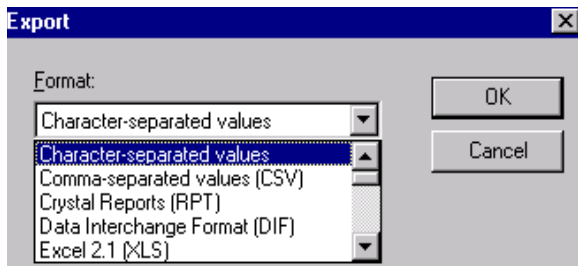 Export
Format:
OK
Character-separated values
Character-separated values
Cancel
Comma-separated values (CSV)
Crystal Reports (RPT)
Data Interchange Format (DIF)
Excel 2.1 (XLS)